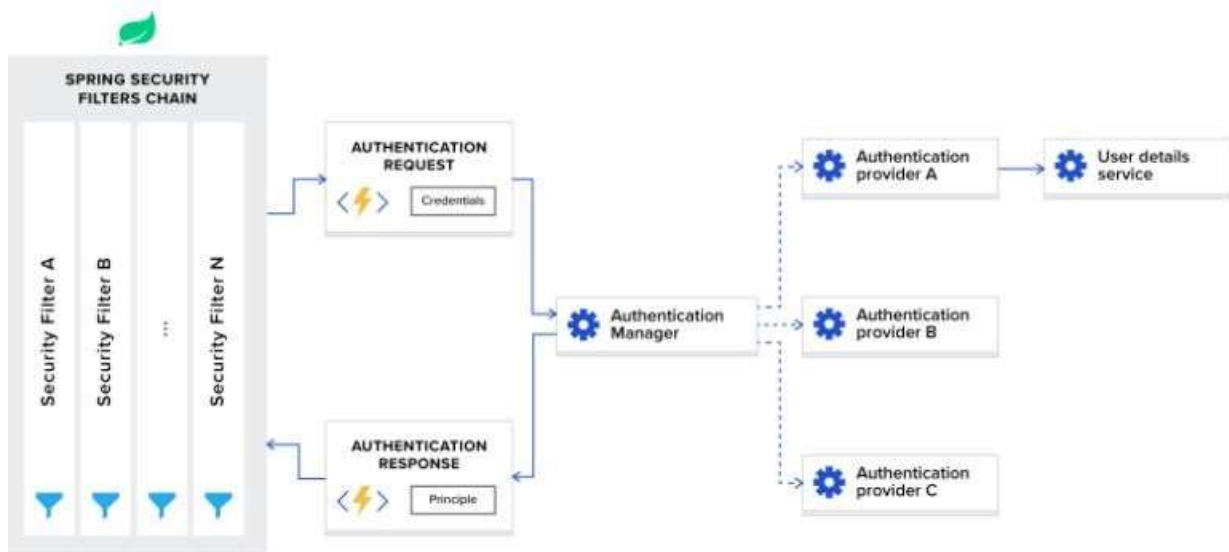 SPRING SECURITY
FILTERS CHAIN
Security Filter A
Security Filter B
...
Security Filter N
AUTHENTICATION
REQUEST
Credentials
AUTHENTICATION
RESPONSE
Principle
Authentication
Manager
Authentication
provider A
User details
service
Authentication
provider B
Authentication
provider C